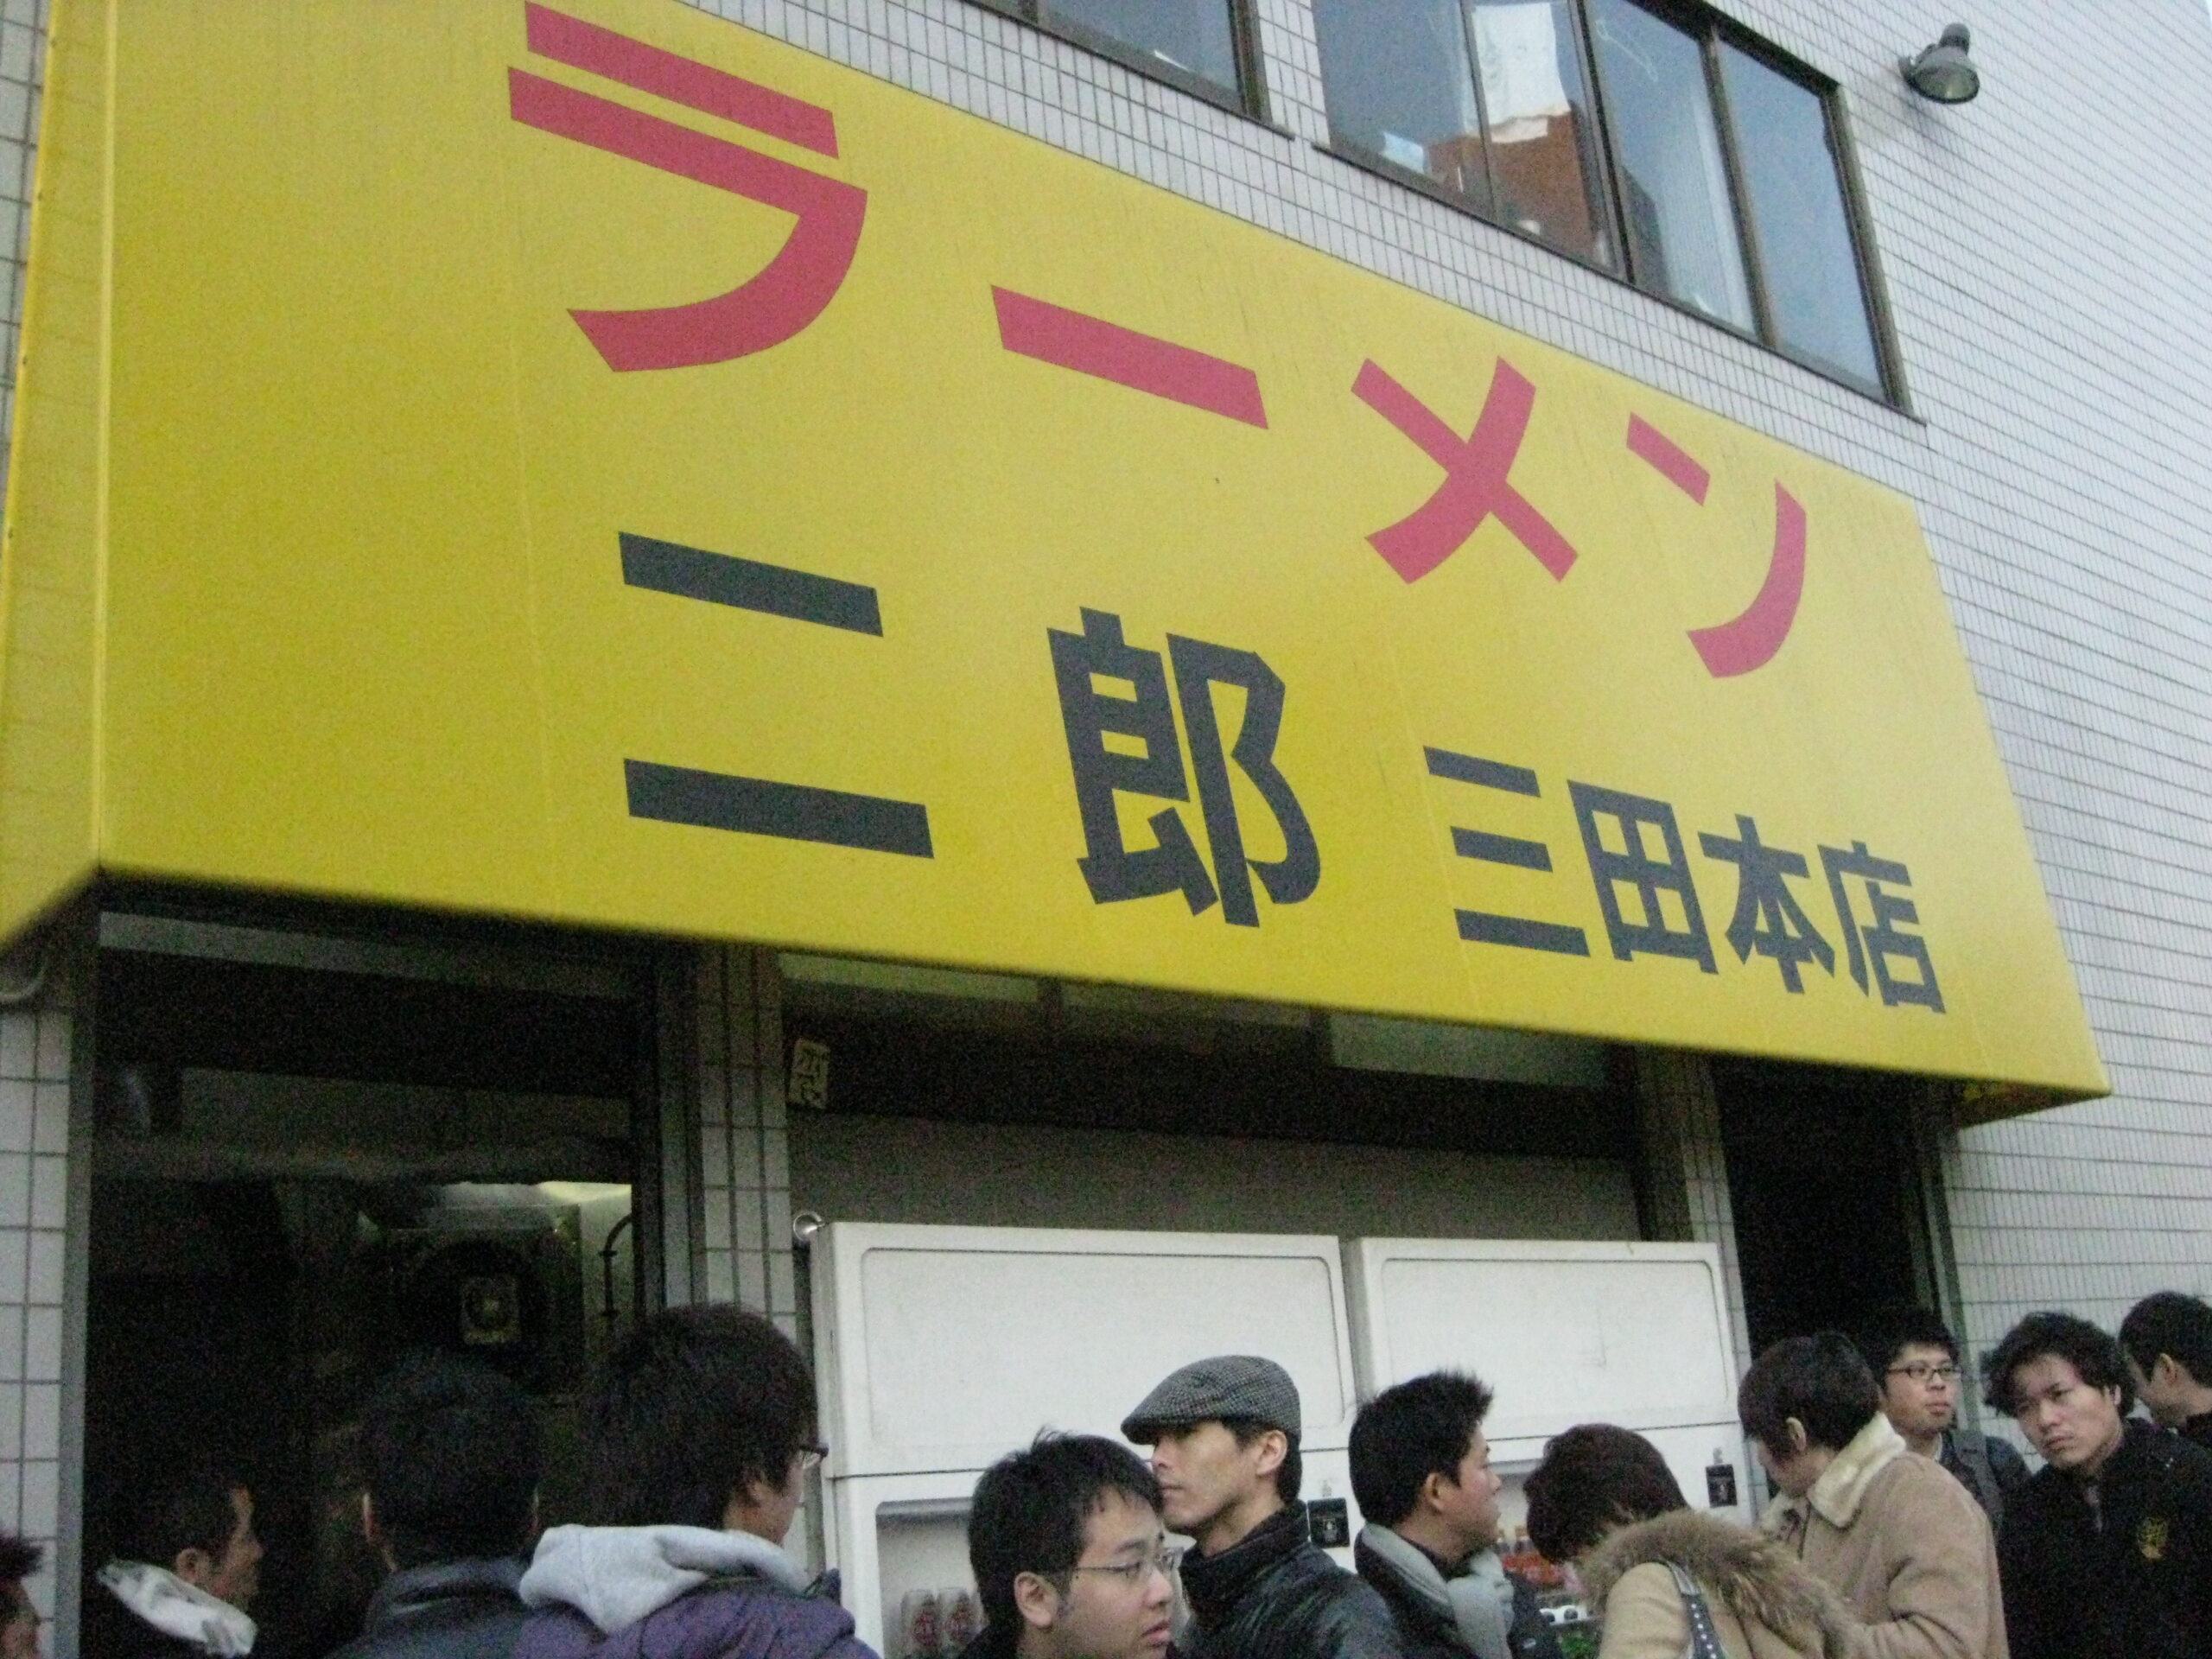 ラーメン
二郎 三田本店